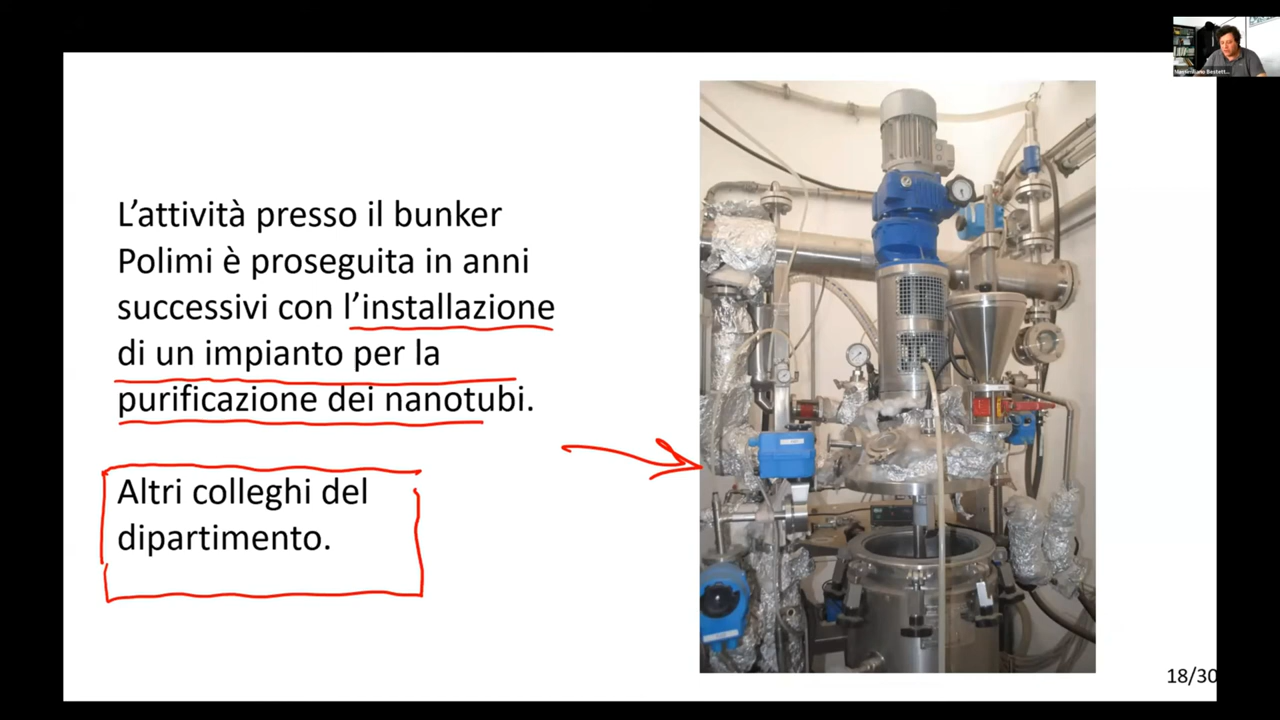 L’attività presso il bunker
Polimi è proseguita in anni
successivi con l’installazione
di un impianto per la
purificazione dei nanotubi.
Altri colleghi del
dipartimento.
18/30